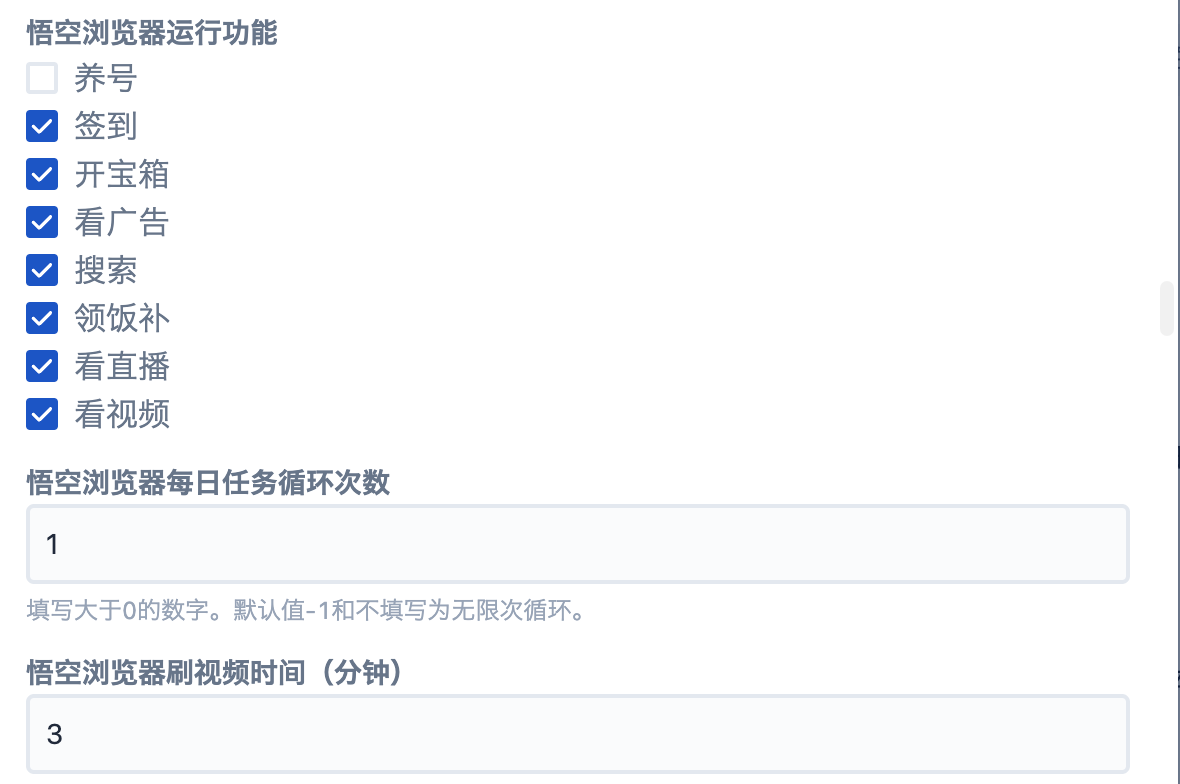 悟空浏览器运行功能
养号
签到
开宝箱
看广告
搜索
领饭补
看直播
看视频
悟空浏览器每日任务循环次数
1
填写大于0的数字。默认值-1和不填写为无限次循环。
悟空浏览器刷视频时间（分钟）
3